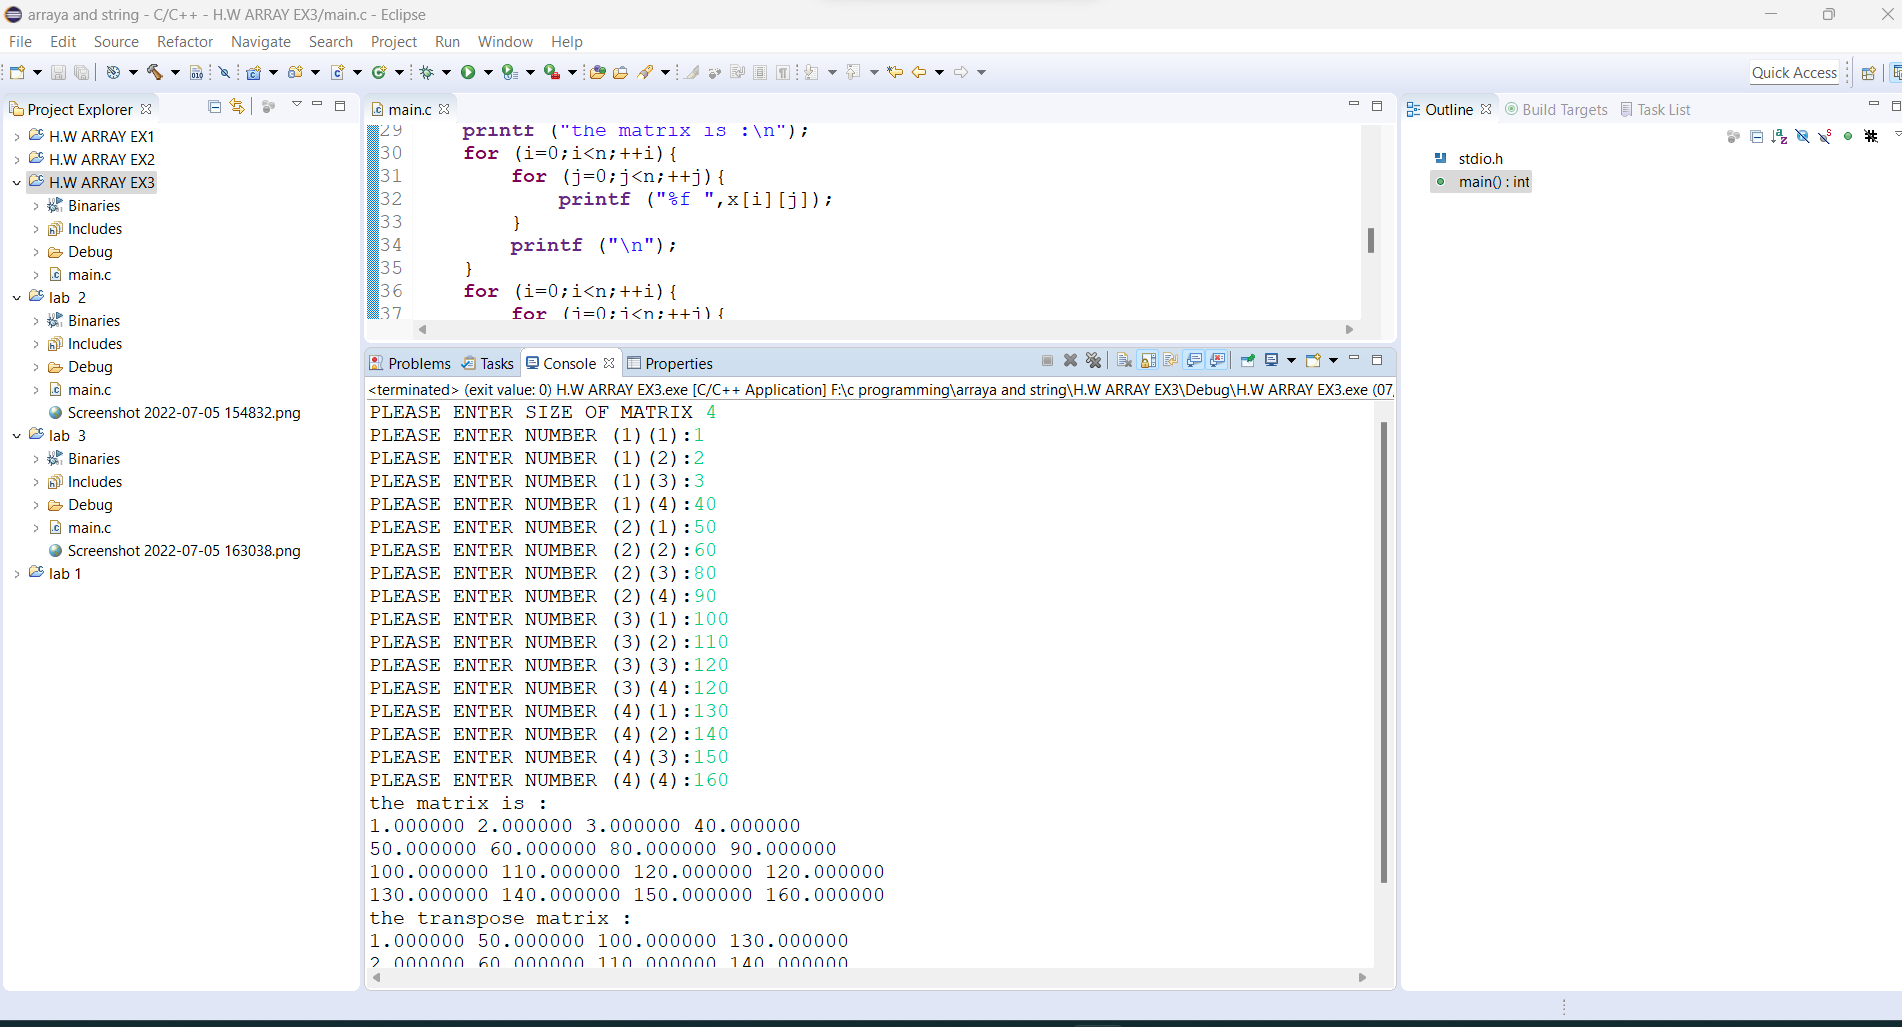 arraya and string - C/C++ - H.W ARRAY EX3/main.c - Eclipse
File Edit Source Refactor Navigate Search Project Run Window Help
Quick Access
Project Explorer
H.W ARRAY EX1
H.W ARRAY EX2
H.W ARRAY EX3
Binaries
Includes
Debug
main.c
lab 2
Binaries
Includes
Debug
main.c
Screenshot 2022-07-05 154832.png
lab 3
Binaries
Includes
Debug
main.c
Screenshot 2022-07-05 163038.png
lab 1
main.c
29 printf ("the matrix is :\n");
30 for (i=0;i<n;++i){
31 for (j=0;j<n;++j){
32 printf ("%f ",x[i][j]);
33 }
34 printf ("\n");
35 }
36 for (i=0;i<n;++i){
37 for (j=0;j<n;++j){
Problems Tasks Console Properties
<terminated> (exit value: 0) H.W ARRAY EX3.exe [C/C++ Application] F:\c programming\arraya and string\H.W ARRAY EX3\Debug\H.W ARRAY EX3.exe (07,
PLEASE ENTER SIZE OF MATRIX 4
PLEASE ENTER NUMBER (1)(1):1
PLEASE ENTER NUMBER (1)(2):2
PLEASE ENTER NUMBER (1)(3):3
PLEASE ENTER NUMBER (1)(4):40
PLEASE ENTER NUMBER (2)(1):50
PLEASE ENTER NUMBER (2)(2):60
PLEASE ENTER NUMBER (2)(3):80
PLEASE ENTER NUMBER (2)(4):90
PLEASE ENTER NUMBER (3)(1):100
PLEASE ENTER NUMBER (3)(2):110
PLEASE ENTER NUMBER (3)(3):120
PLEASE ENTER NUMBER (3)(4):120
PLEASE ENTER NUMBER (4)(1):130
PLEASE ENTER NUMBER (4)(2):140
PLEASE ENTER NUMBER (4)(3):150
PLEASE ENTER NUMBER (4)(4):160
the matrix is :
1.000000 2.000000 3.000000 40.000000
50.000000 60.000000 80.000000 90.000000
100.000000 110.000000 120.000000 120.000000
130.000000 140.000000 150.000000 160.000000
the transpose matrix :
1.000000 50.000000 100.000000 130.000000
2.000000 60.000000 110.000000 140.000000
Outline Build Targets Task List
stdio.h
main() : int